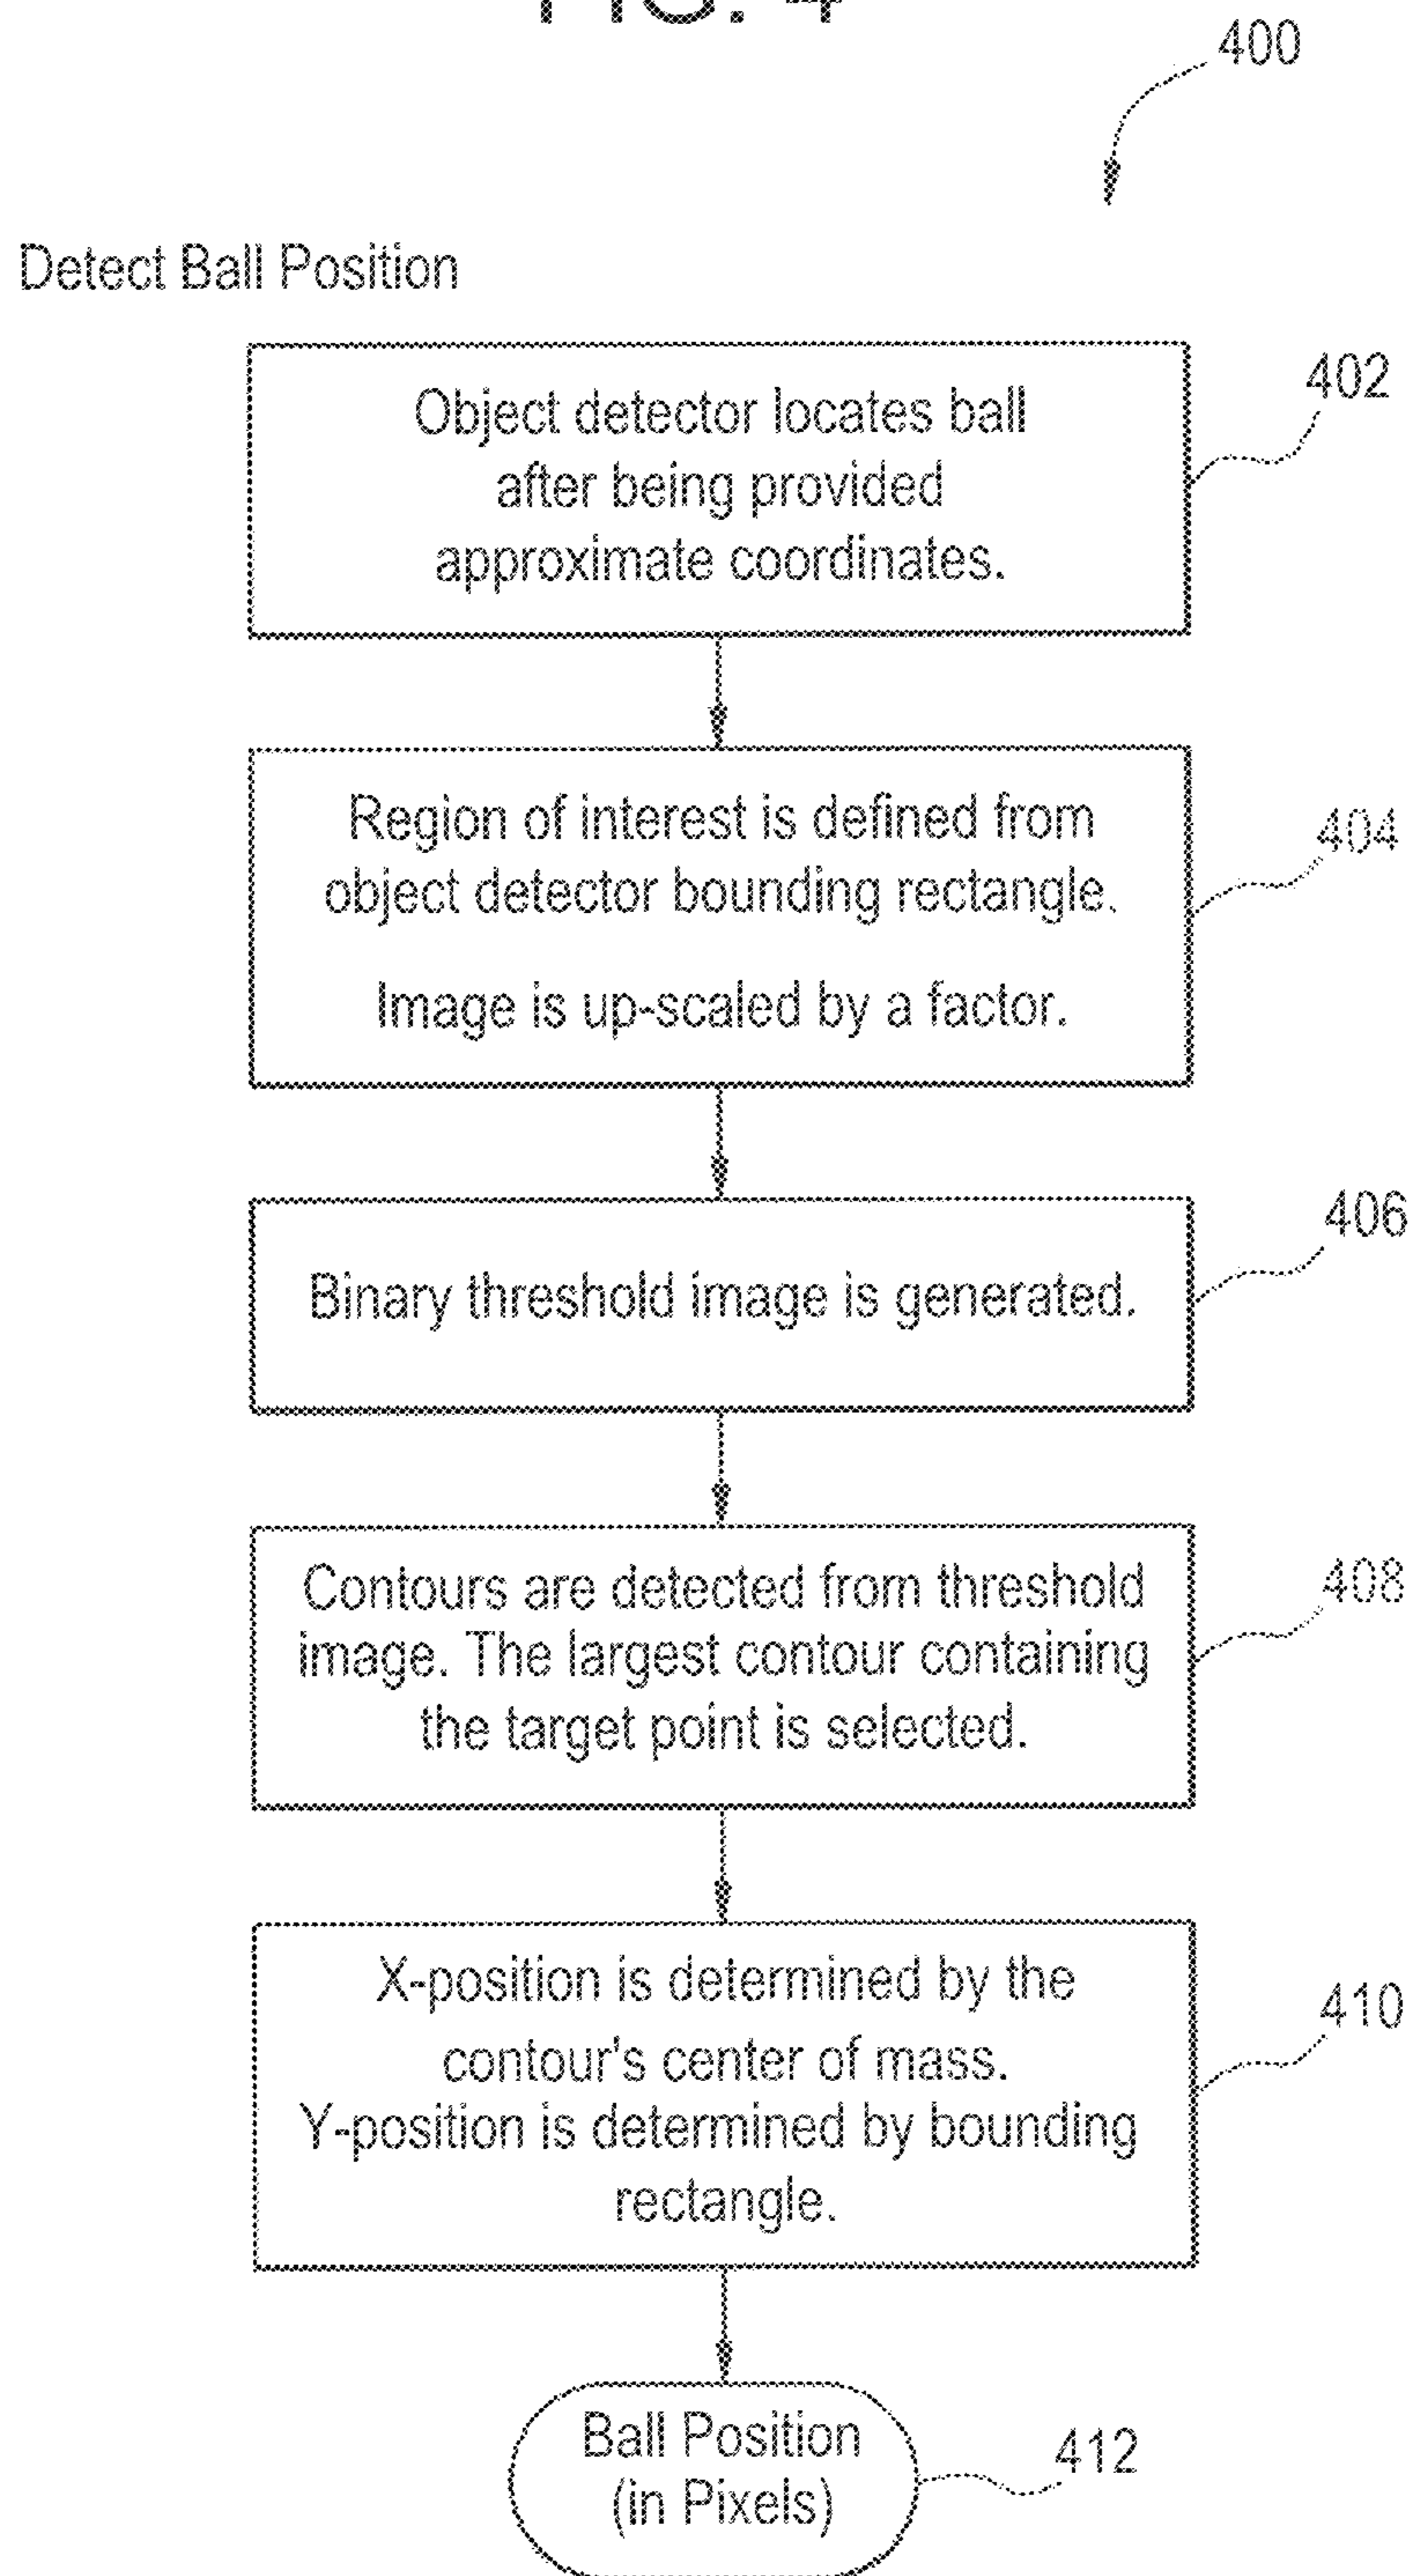 FIG. 4
400
Detect Ball Position
Object detector locates ball
after being provided
approximate coordinates.
402
Region of interest is defined from
object detector bounding rectangle.
Image is up-scaled by a factor.
404
Binary threshold image is generated.
406
Contours are detected from threshold
image. The largest contour containing
the target point is selected.
408
X-position is determined by the
contour's center of mass.
Y-position is determined by bounding
rectangle.
410
Ball Position
(in Pixels)
412